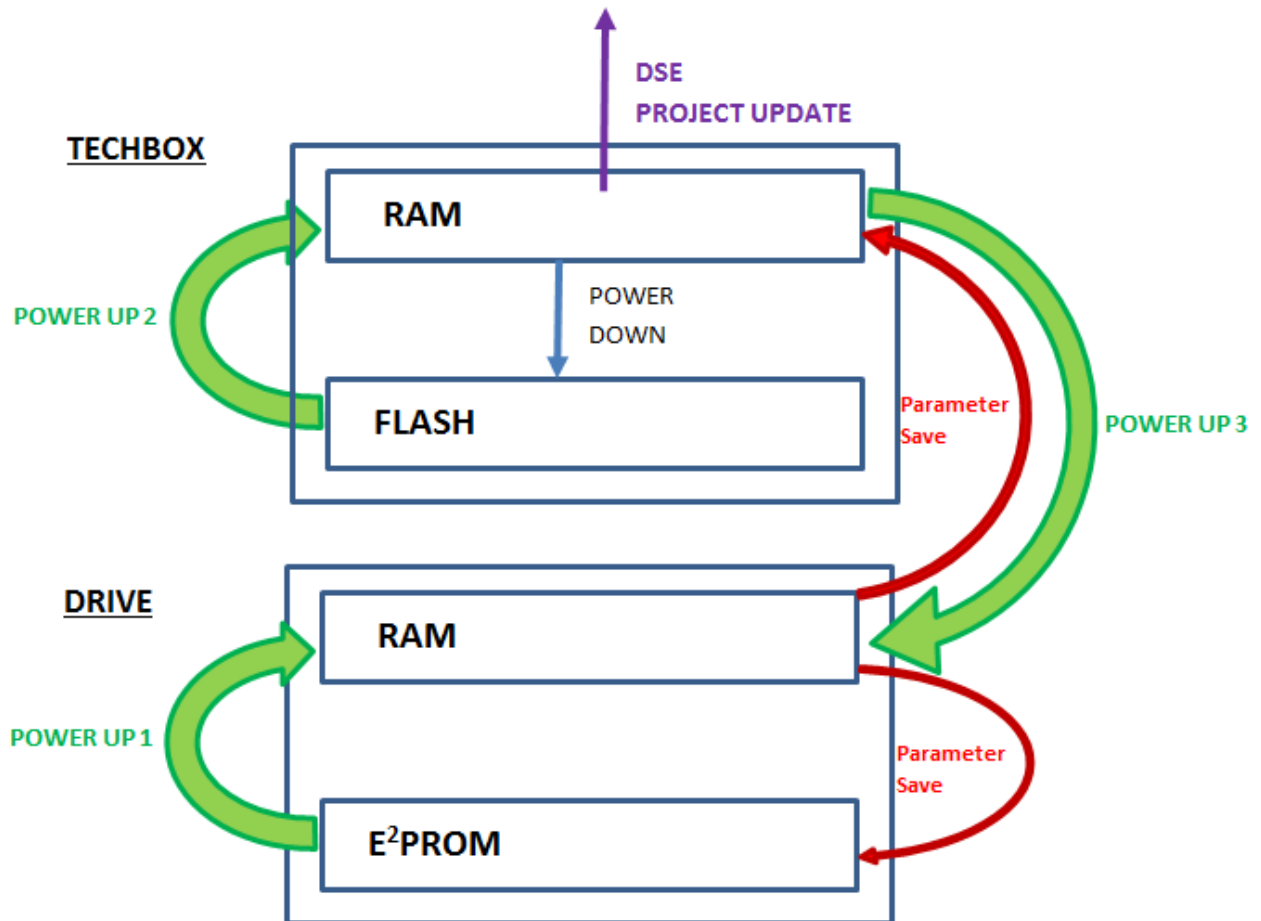 DSE
PROJECT UPDATE
TECHBOX
RAM
POWER
DOWN
POWER UP 2
FLASH
Parameter
Save
POWER UP 3
DRIVE
RAM
POWER UP 1
Parameter
Save
E²PROM